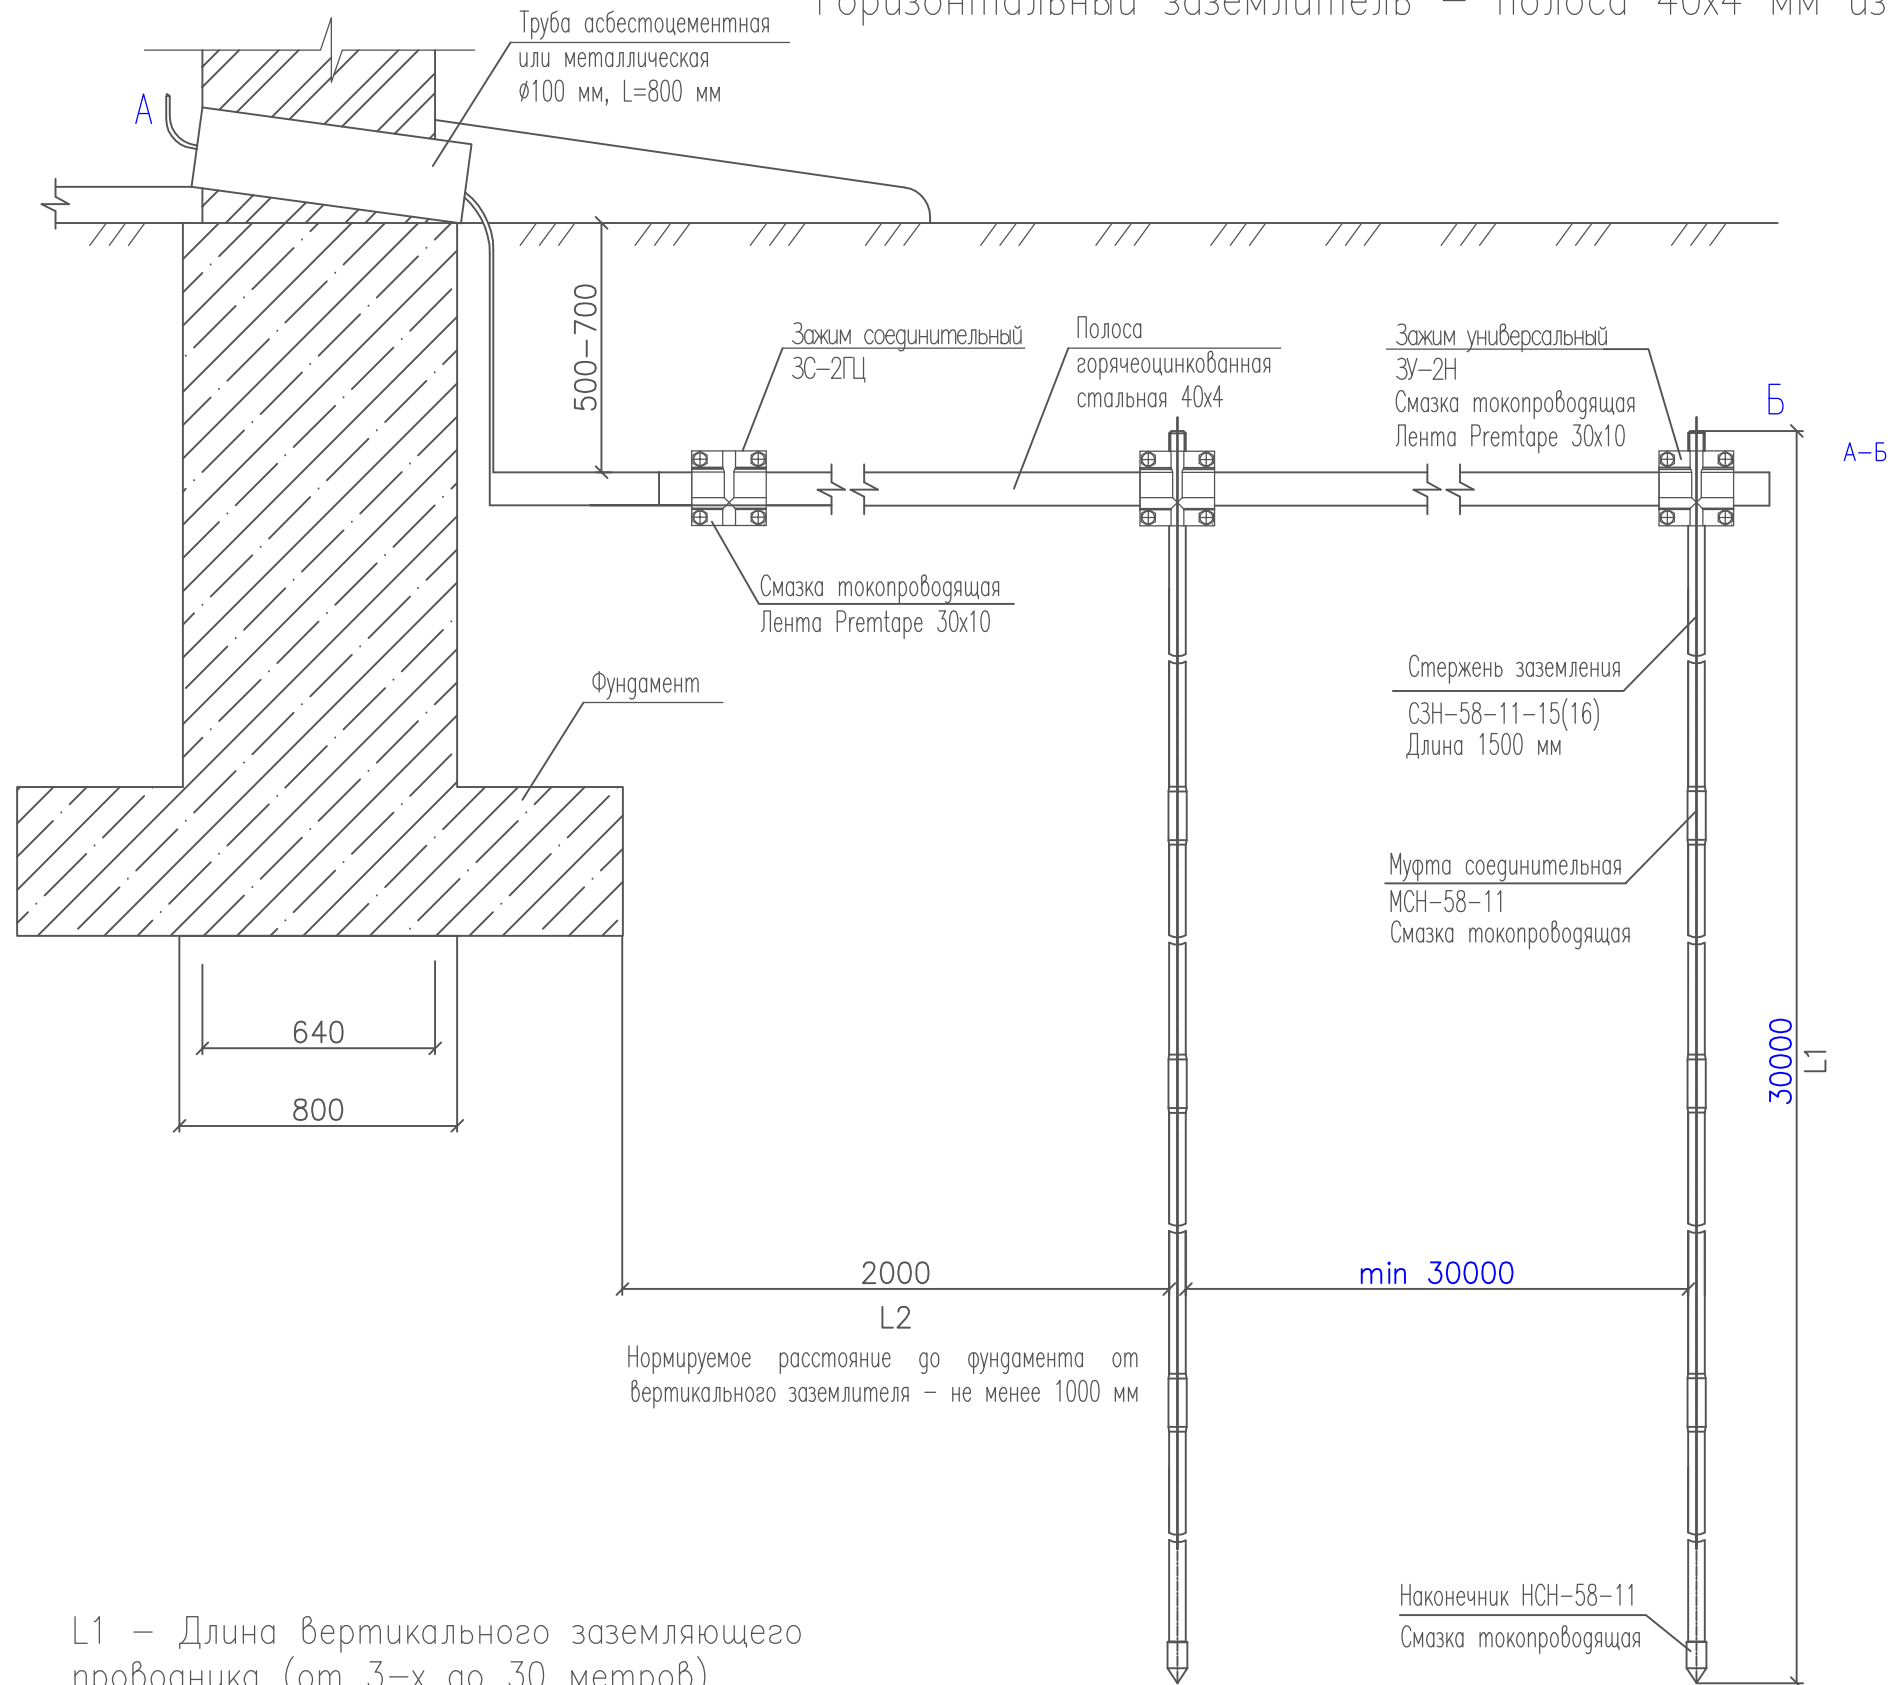 Горизонтальный заземлитель – полоса 40х4 мм из
Труба асбестоцементная
или металлическая
ϕ100 мм, L=800 мм
А
500–700
Зажим соединительный
ЗС–2ГЦ
Полоса
горячеоцинкованная
стальная 40х4
Зажим универсальный
ЗУ–2Н
Смазка токопроводящая
Лента Premtape 30х10
Б
А–Б
Смазка токопроводящая
Лента Premtape 30х10
Фундамент
Стержень заземления
СЗН–58–11–15(16)
Длина 1500 мм
Муфта соединительная
МСН–58–11
Смазка токопроводящая
640
800
30000
L1
2000
L2
min 30000
Нормируемое расстояние до фундамента от
вертикального заземлителя – не менее 1000 мм
Наконечник НСН–58–11
Смазка токопроводящая
L1 – Длина вертикального заземляющего
проводника (от 3–х до 30 метров)